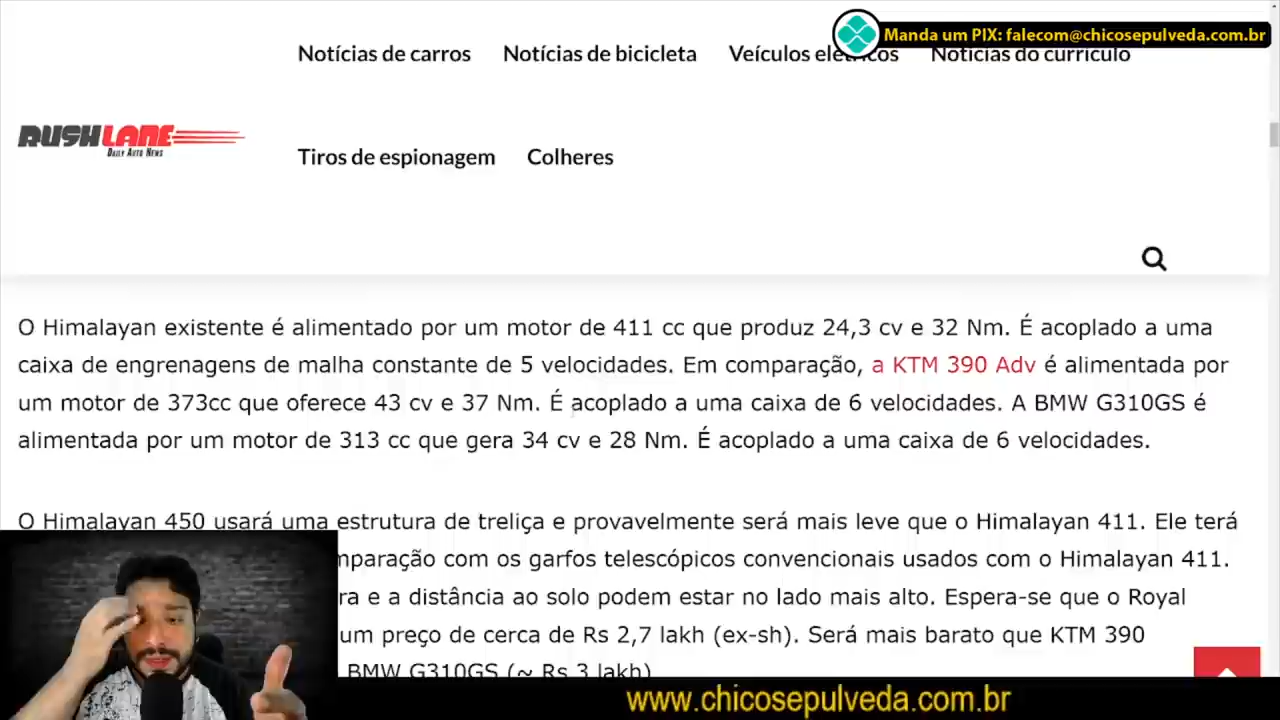 Manda um PIX: falecom@chicosepulveda.com.br
Notícias de carros Notícias de bicicleta Veículos elétricos Notícias do currículo
RUSHLANE
DAILY AUTO NEWS
Tiros de espionagem Colheres
O Himalayan existente é alimentado por um motor de 411 cc que produz 24,3 cv e 32 Nm. É acoplado a uma
caixa de engrenagens de malha constante de 5 velocidades. Em comparação, a KTM 390 Adv é alimentada por
um motor de 373cc que oferece 43 cv e 37 Nm. É acoplado a uma caixa de 6 velocidades. A BMW G310GS é
alimentada por um motor de 313 cc que gera 34 cv e 28 Nm. É acoplado a uma caixa de 6 velocidades.
O Himalayan 450 usará uma estrutura de treliça e provavelmente será mais leve que o Himalayan 411. Ele terá
mparação com os garfos telescópicos convencionais usados com o Himalayan 411.
ra e a distância ao solo podem estar no lado mais alto. Espera-se que o Royal
um preço de cerca de Rs 2,7 lakh (ex-sh). Será mais barato que KTM 390
BMW G310GS (~ Rs 3 lakh)
www.chicosepulveda.com.br